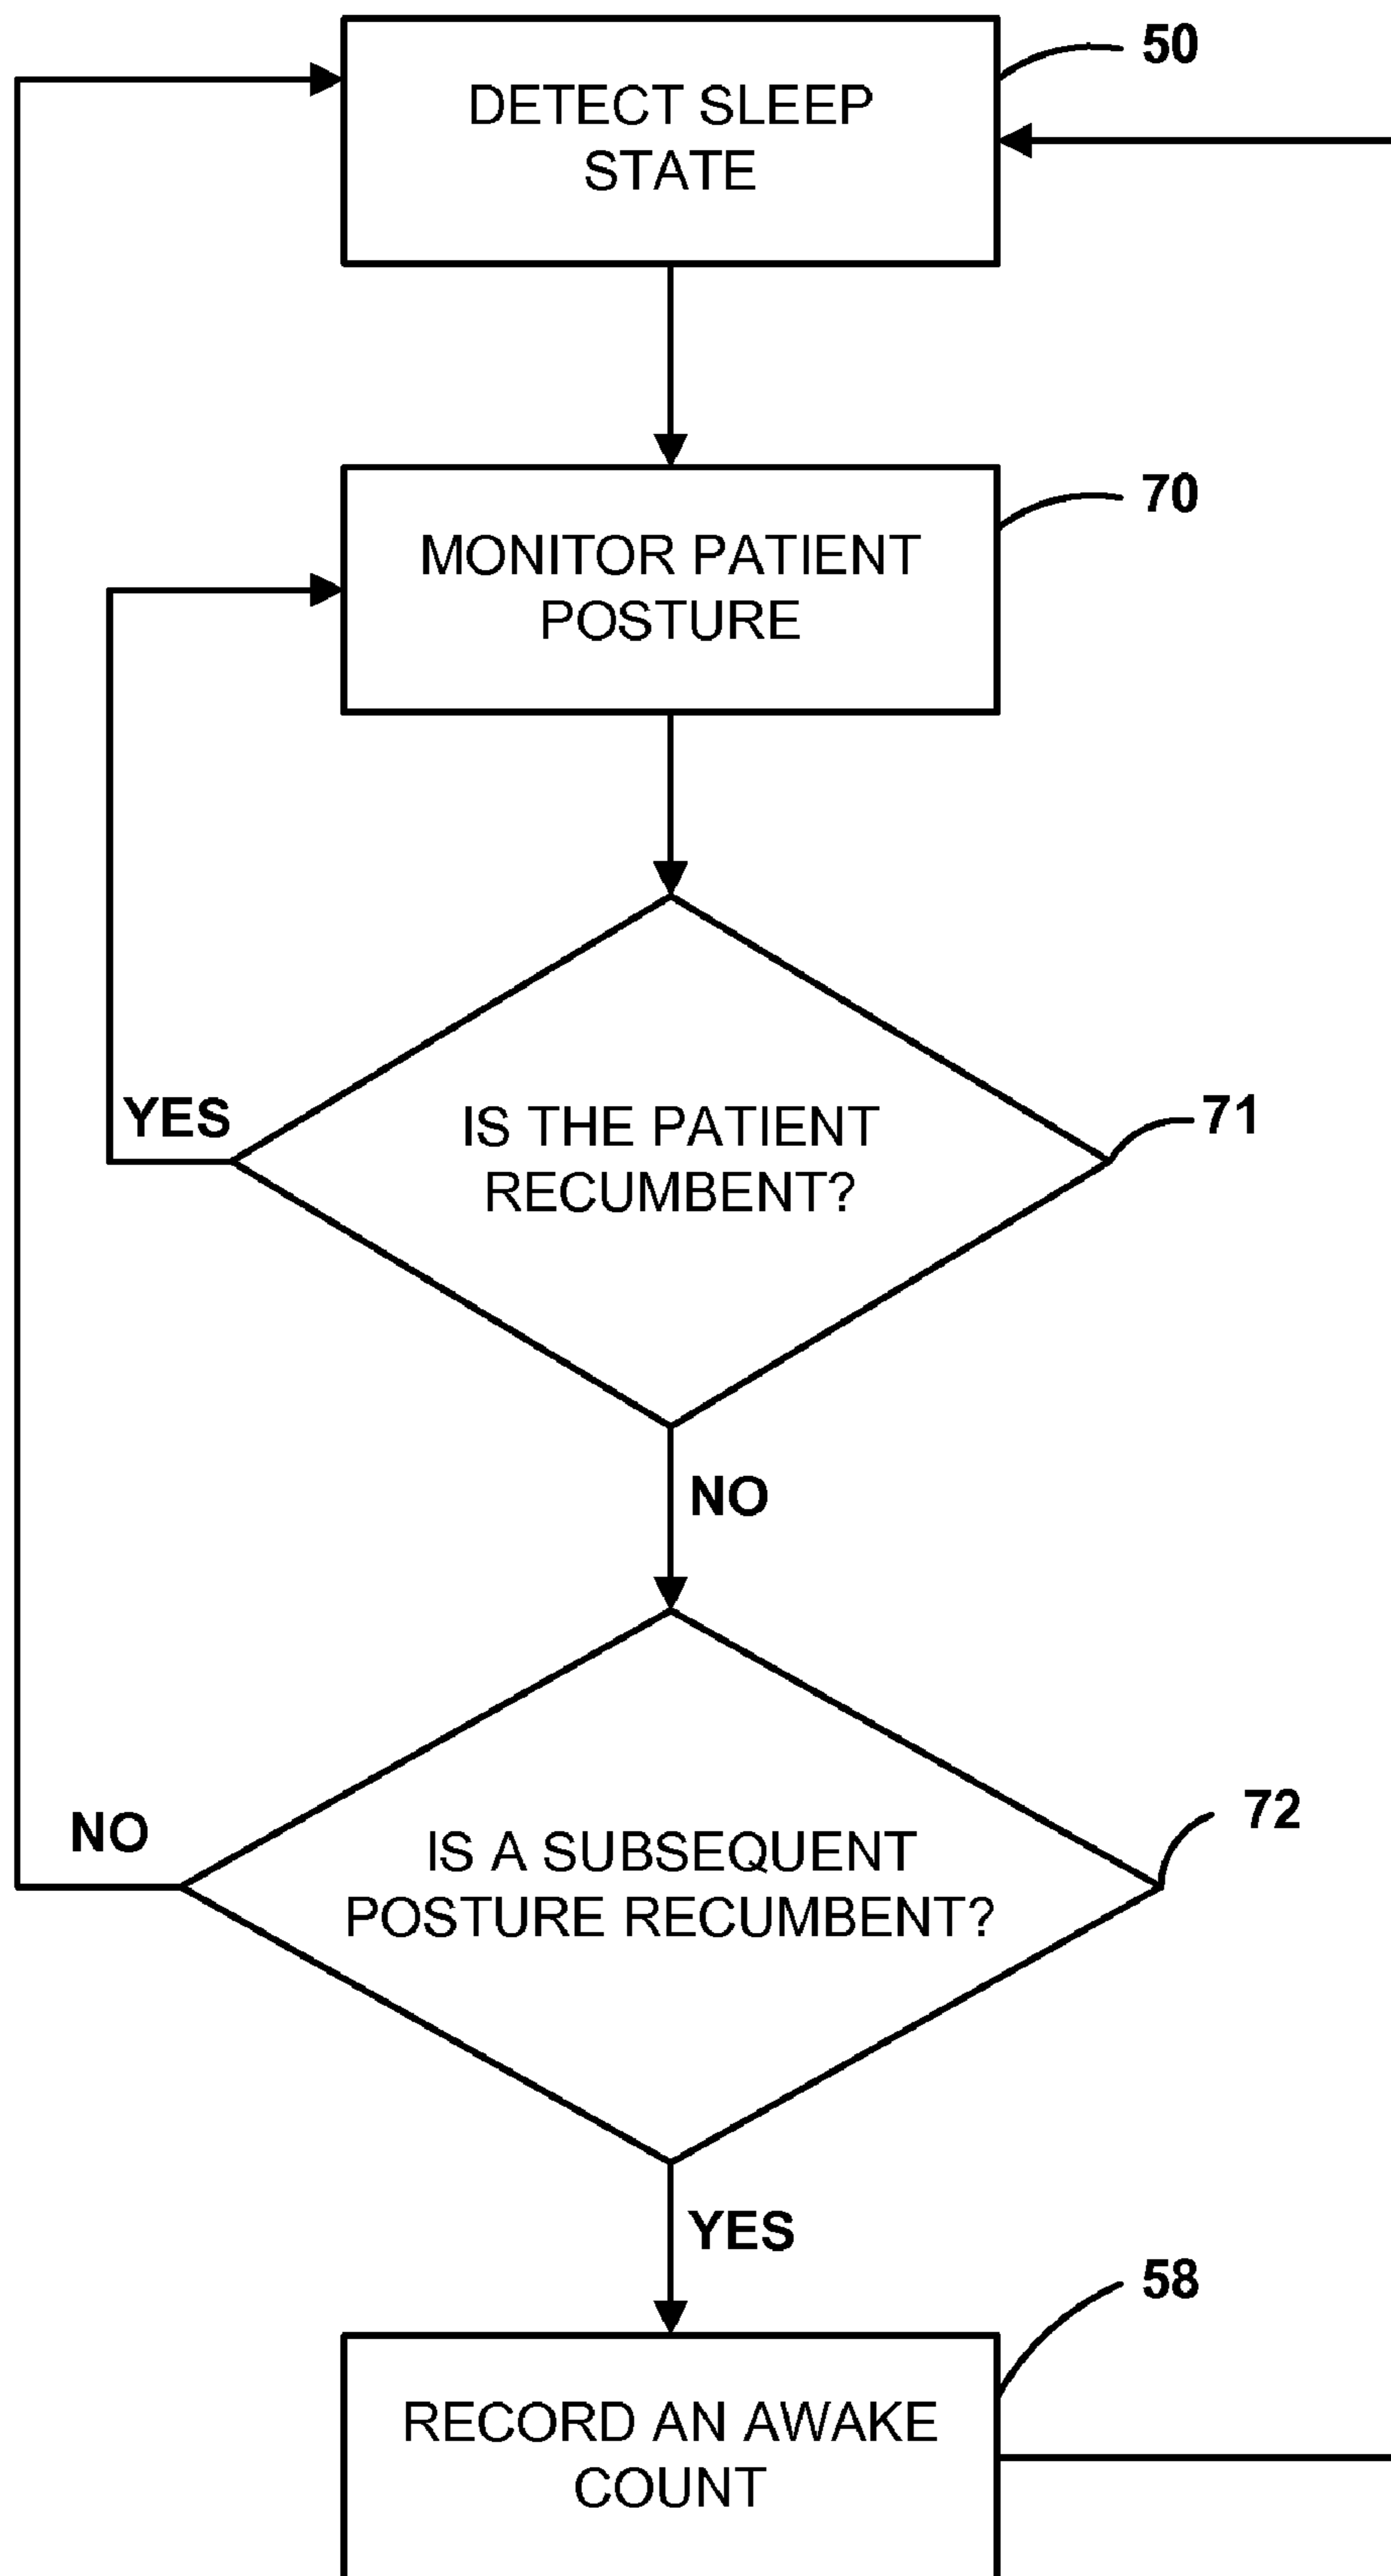 50
DETECT SLEEP
STATE
70
MONITOR PATIENT
POSTURE
YES
71
IS THE PATIENT
RECUMBENT?
NO
72
NO
IS A SUBSEQUENT
POSTURE RECUMBENT?
YES
58
RECORD AN AWAKE
COUNT